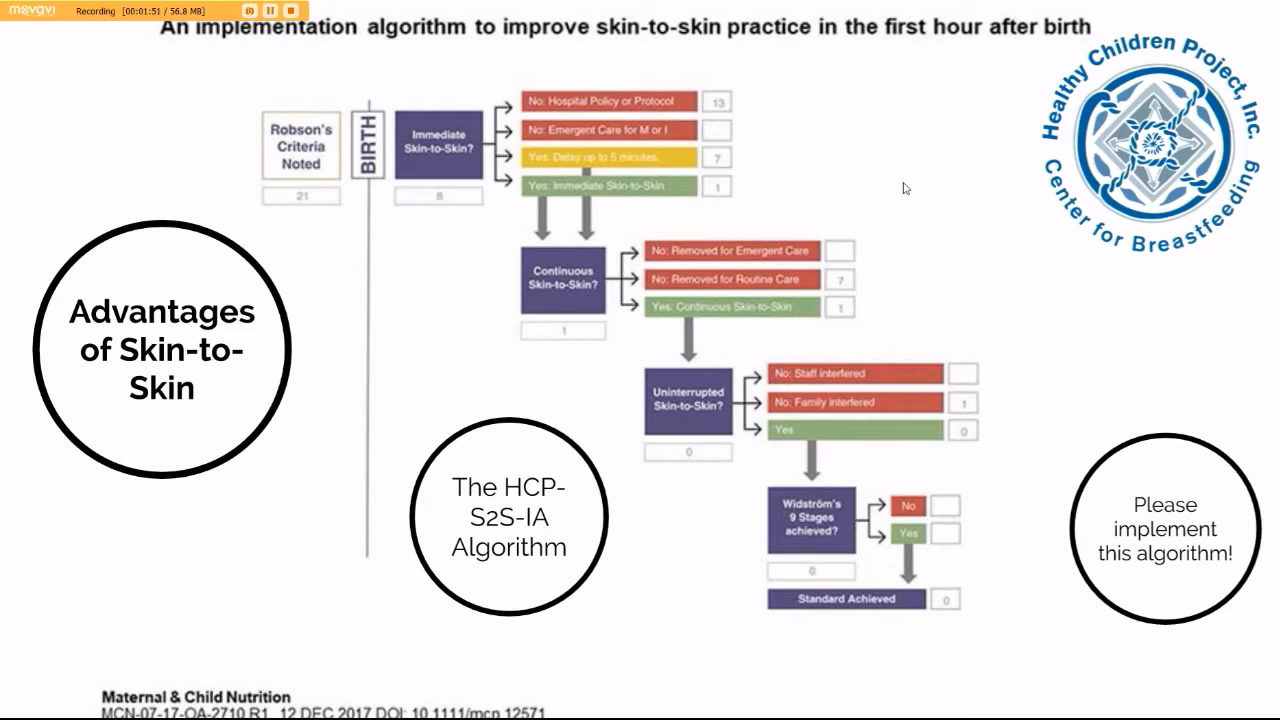 movavi Recording [00:01:51 / 56.8 MB]
An implementation algorithm to improve skin-to-skin practice in the first hour after birth
Healthy Children Project, Inc.
Center for Breastfeeding
Robson's
Criteria
Noted
21
BIRTH
Immediate
Skin-to-Skin?
8
No: Hospital Policy or Protocol 13
No: Emergent Care for M or I
Yes: Delay up to 5 minutes 7
Yes: Immediate Skin-to-Skin 1
Continuous
Skin-to-Skin?
1
No: Removed for Emergent Care
No: Removed for Routine Care 7
Yes: Continuous Skin-to-Skin 1
Uninterrupted
Skin-to-Skin?
0
No: Staff interfered
No: Family interfered 1
Yes 0
Widström's
9 Stages
achieved?
0
No
Yes
Standard Achieved 0
Advantages
of Skin-to-
Skin
The HCP-
S2S-IA
Algorithm
Please
implement
this algorithm!
Maternal & Child Nutrition
MCN-07-17-OA-2710.R1, 12 DEC 2017 DOI: 10.1111/mcn.12571